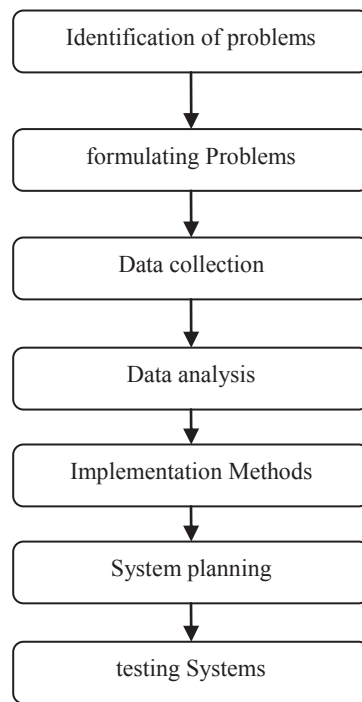 Identification of problems
formulating Problems
Data collection
Data analysis
Implementation Methods
System planning
testing Systems